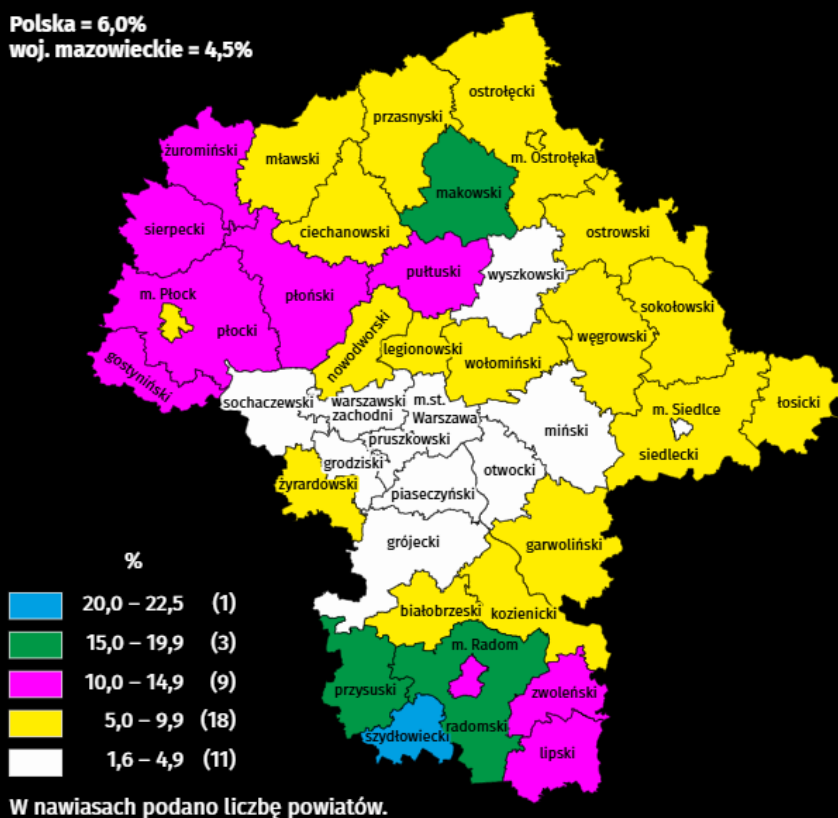 Polska = 6,0%
woj. mazowieckie = 4,5%
ostrołęcki
przasnyski
żuromiński
mławski
m. Ostrołęka
makowski
sierpecki
ciechanowski
ostrowski
pułtuski
wyszkowski
m. Płock
płoński
sokołowski
płocki
nowodworski
legionowski
węgrowski
wołomiński
gostyniński
sochaczewski
warszawski
zachodni
m.st.
Warszawa
m. Siedlce
łosicki
pruszkowski
miński
siedlecki
grodziski
otwocki
żyrardowski
piaseczyński
grójecki
garwoliński
%
20,0 – 22,5 (1)
15,0 – 19,9 (3)
10,0 – 14,9 (9)
5,0 – 9,9 (18)
1,6 – 4,9 (11)
białobrzeski
kozienicki
m. Radom
przysuski
zwoleński
radomski
szydłowiecki
lipski
W nawiasach podano liczbę powiatów.